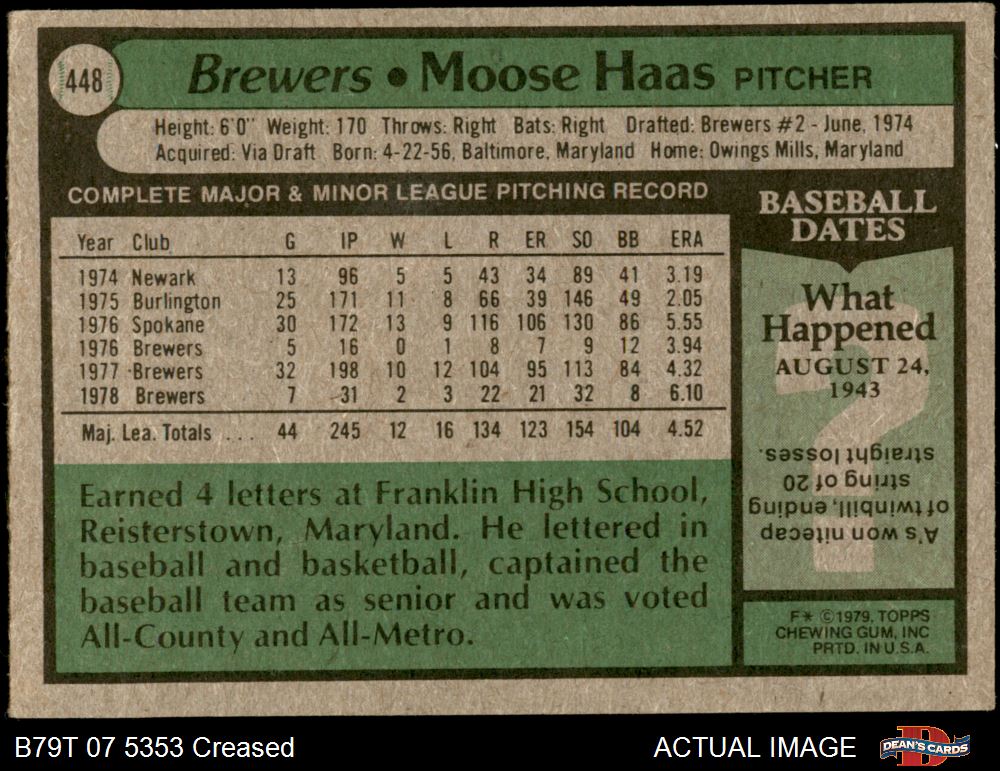 448
Brewers • Moose Haas PITCHER
Height: 6'0" Weight: 170 Throws: Right Bats: Right Drafted: Brewers #2 - June, 1974
Acquired: Via Draft Born: 4-22-56, Baltimore, Maryland Home: Owings Mills, Maryland
COMPLETE MAJOR & MINOR LEAGUE PITCHING RECORD
Year Club G IP W L R ER SO BB ERA
1974 Newark 13 96 5 5 43 34 89 41 3.19
1975 Burlington 25 171 11 8 66 39 146 49 2.05
1976 Spokane 30 172 13 9 116 106 130 86 5.55
1976 Brewers 5 16 0 1 8 7 9 12 3.94
1977 Brewers 32 198 10 12 104 95 113 84 4.32
1978 Brewers 7 31 2 3 22 21 32 8 6.10
Maj. Lea. Totals . . . 44 245 12 16 134 123 154 104 4.52
Earned 4 letters at Franklin High School,
Reisterstown, Maryland. He lettered in
baseball and basketball, captained the
baseball team as senior and was voted
All-County and All-Metro.
BASEBALL
DATES
What
Happened
AUGUST 24,
1943
?
A's won nitecap
of twinbill, ending
string of 20
straight losses.
F* ©1979, TOPPS
CHEWING GUM, INC
PRTD. IN U.S.A.
B79T 07 5353 Creased
ACTUAL IMAGE
DEAN'S CARDS